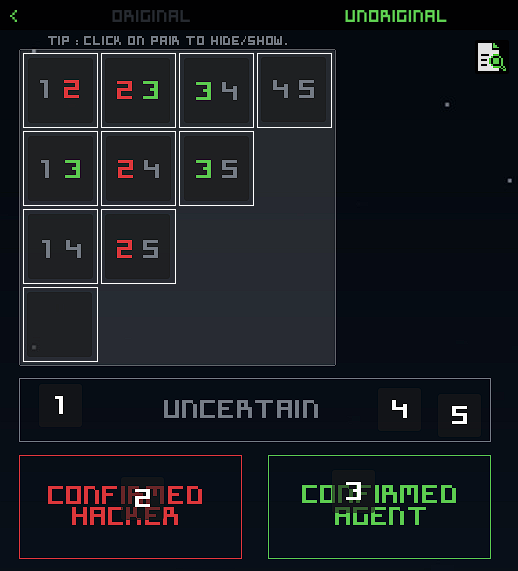 ORIGINAL UNORIGINAL
TIP : CLICK ON PAIR TO HIDE/SHOW.
1 2 2 3 3 4 4 5
1 3 2 4 3 5
1 4 2 5
1 UNCERTAIN 4 5
CONFIRMED CONFIRMED
HACKER AGENT
2 3